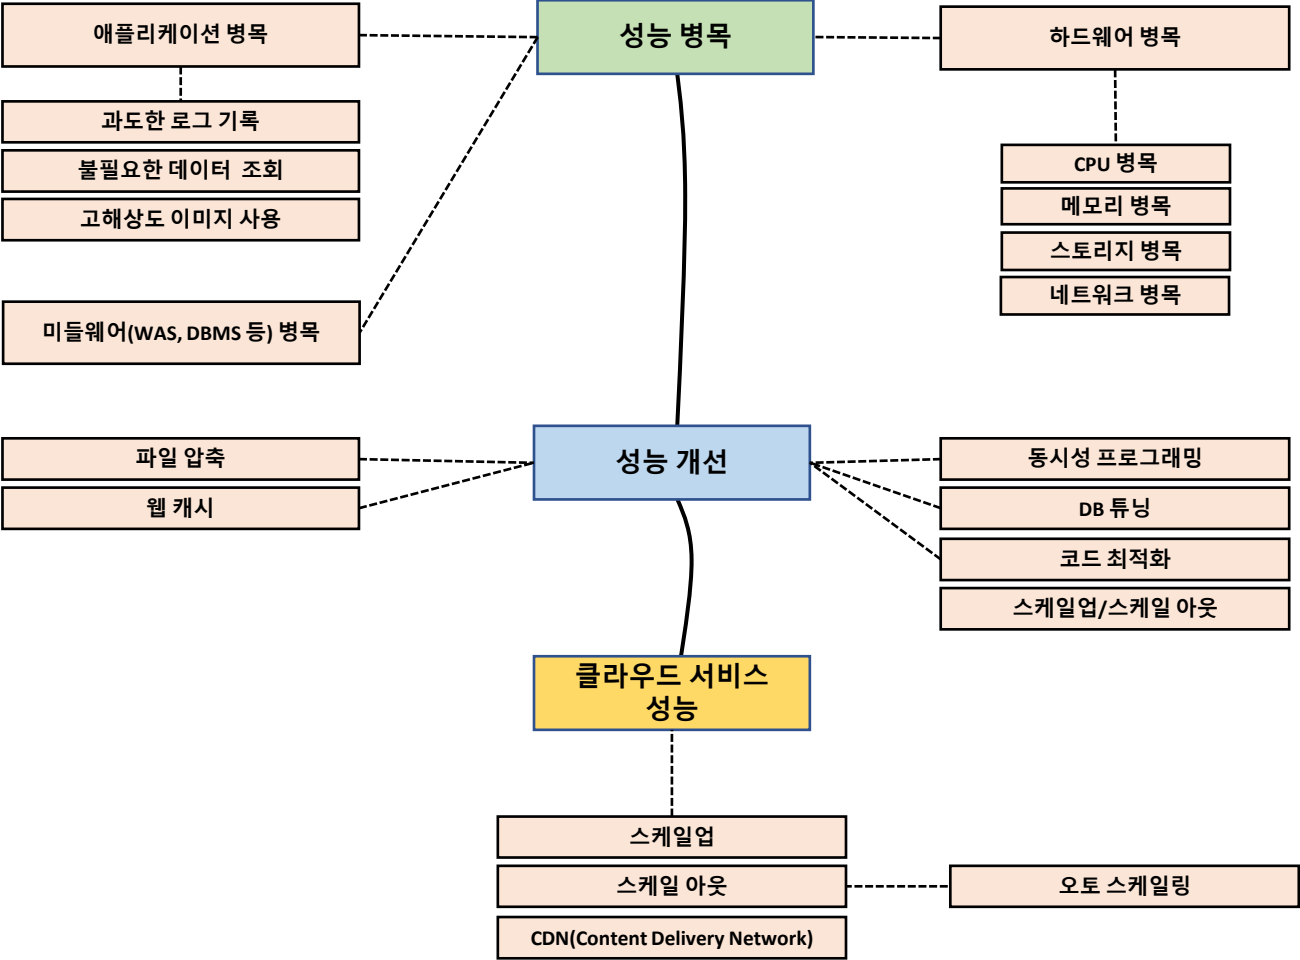 성능 병목
애플리케이션 병목
과도한 로그 기록
불필요한 데이터 조회
고해상도 이미지 사용
미들웨어(WAS, DBMS 등) 병목
하드웨어 병목
CPU 병목
메모리 병목
스토리지 병목
네트워크 병목
성능 개선
파일 압축
웹 캐시
동시성 프로그래밍
DB 튜닝
코드 최적화
스케일업/스케일 아웃
클라우드 서비스
성능
스케일업
스케일 아웃
오토 스케일링
CDN(Content Delivery Network)